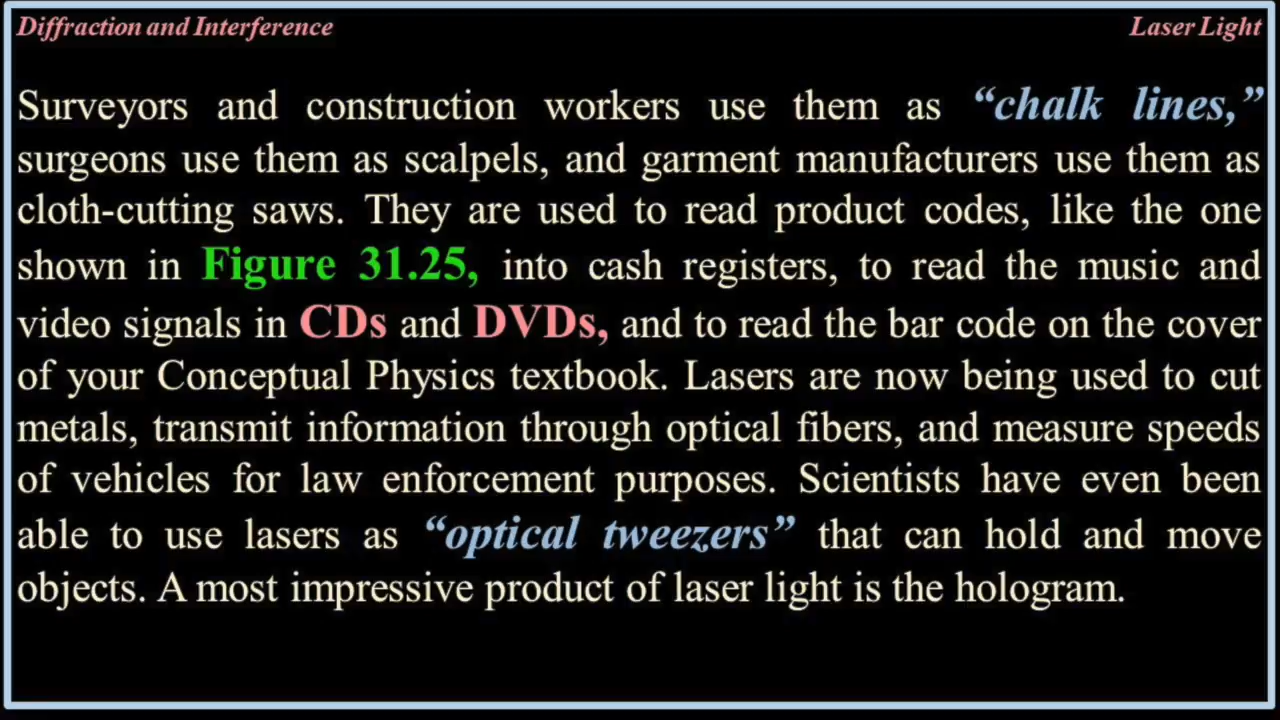 Diffraction and Interference
Laser Light
Surveyors and construction workers use them as “chalk lines,”
surgeons use them as scalpels, and garment manufacturers use them as
cloth-cutting saws. They are used to read product codes, like the one
shown in Figure 31.25, into cash registers, to read the music and
video signals in CDs and DVDs, and to read the bar code on the cover
of your Conceptual Physics textbook. Lasers are now being used to cut
metals, transmit information through optical fibers, and measure speeds
of vehicles for law enforcement purposes. Scientists have even been
able to use lasers as “optical tweezers” that can hold and move
objects. A most impressive product of laser light is the hologram.